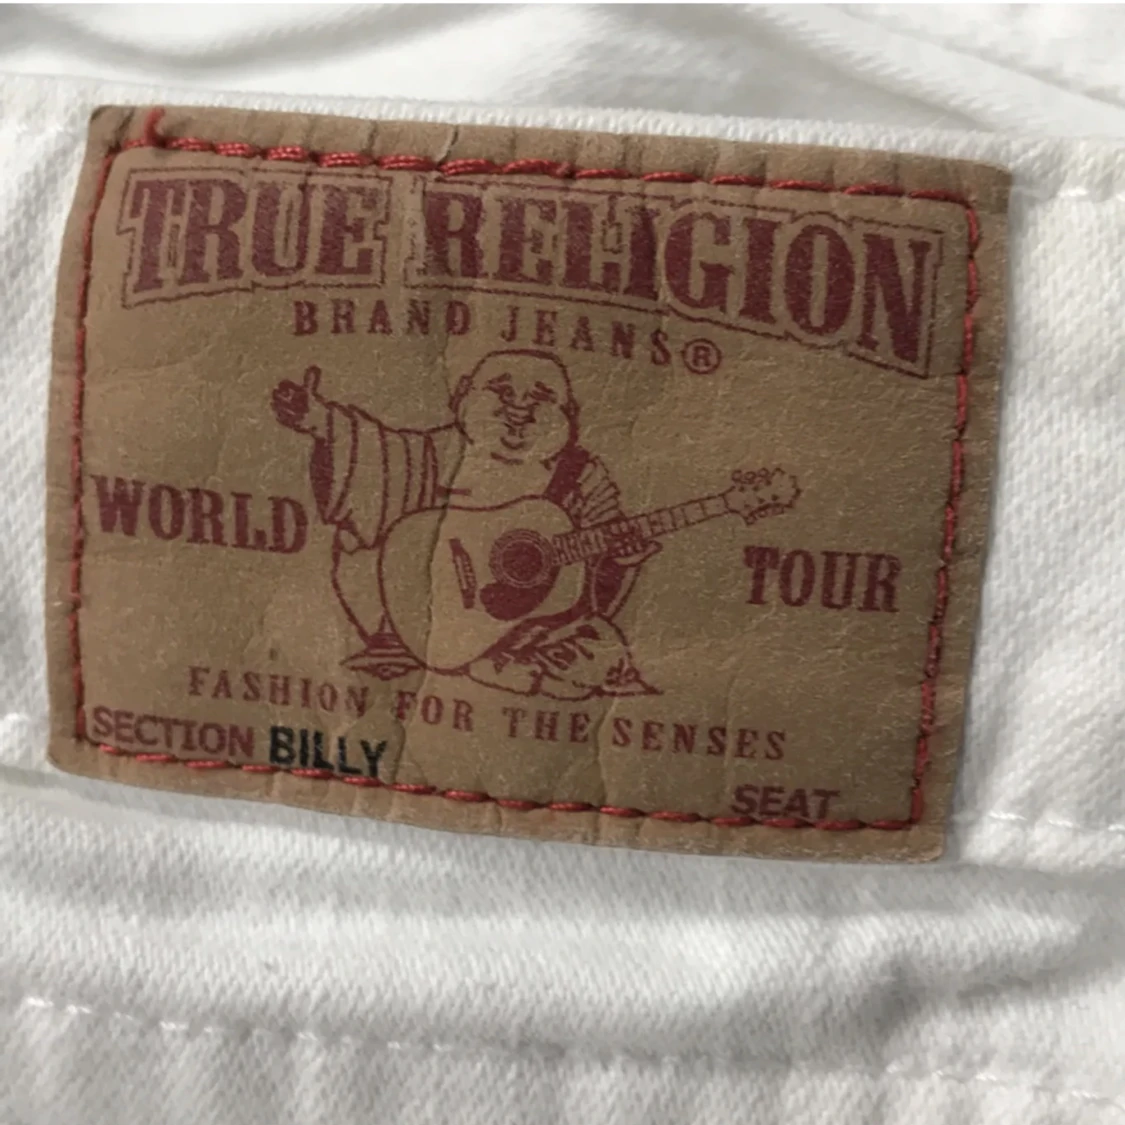 TRUE RELIGION
BRAND JEANS®
WORLD TOUR
FASHION FOR THE SENSES
SECTION BILLY SEAT